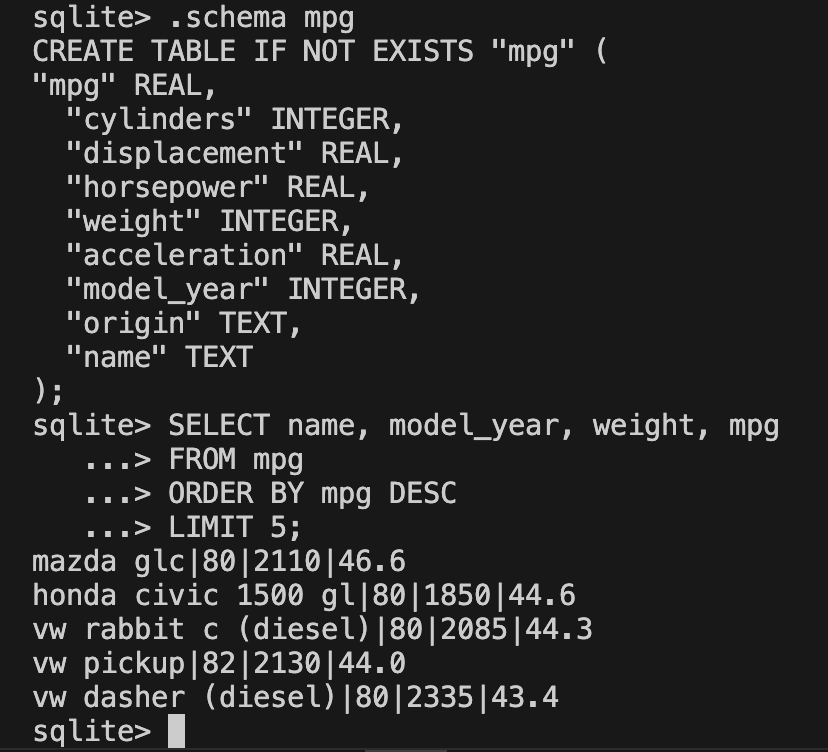 sqlite> .schema mpg
CREATE TABLE IF NOT EXISTS "mpg" (
"mpg" REAL,
  "cylinders" INTEGER,
  "displacement" REAL,
  "horsepower" REAL,
  "weight" INTEGER,
  "acceleration" REAL,
  "model_year" INTEGER,
  "origin" TEXT,
  "name" TEXT
);
sqlite> SELECT name, model_year, weight, mpg
   ...> FROM mpg
   ...> ORDER BY mpg DESC
   ...> LIMIT 5;
mazda glc|80|2110|46.6
honda civic 1500 gl|80|1850|44.6
vw rabbit c (diesel)|80|2085|44.3
vw pickup|82|2130|44.0
vw dasher (diesel)|80|2335|43.4
sqlite>